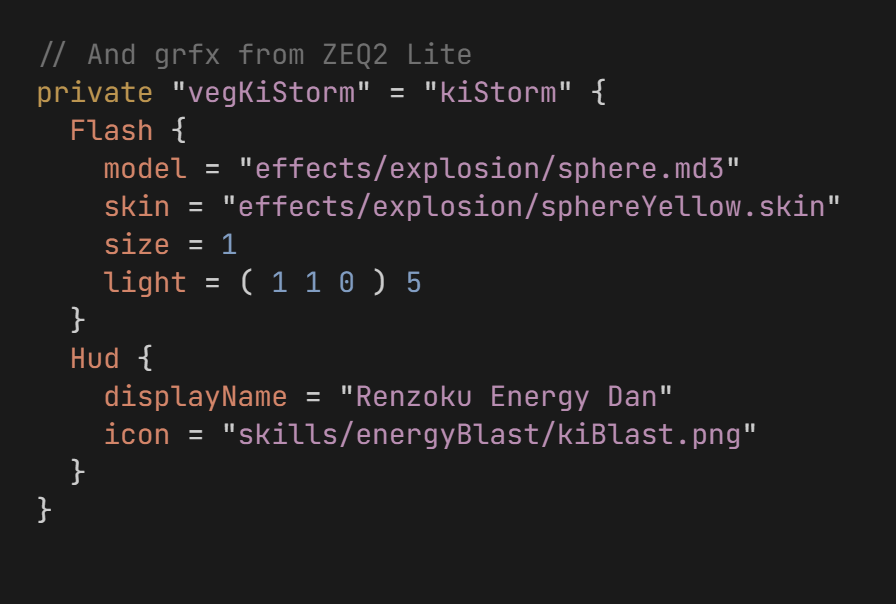 // And grfx from ZEQ2 Lite
private "vegKiStorm" = "kiStorm" {
  Flash {
    model = "effects/explosion/sphere.md3"
    skin = "effects/explosion/sphereYellow.skin"
    size = 1
    light = ( 1 1 0 ) 5
  }
  Hud {
    displayName = "Renzoku Energy Dan"
    icon = "skills/energyBlast/kiBlast.png"
  }
}